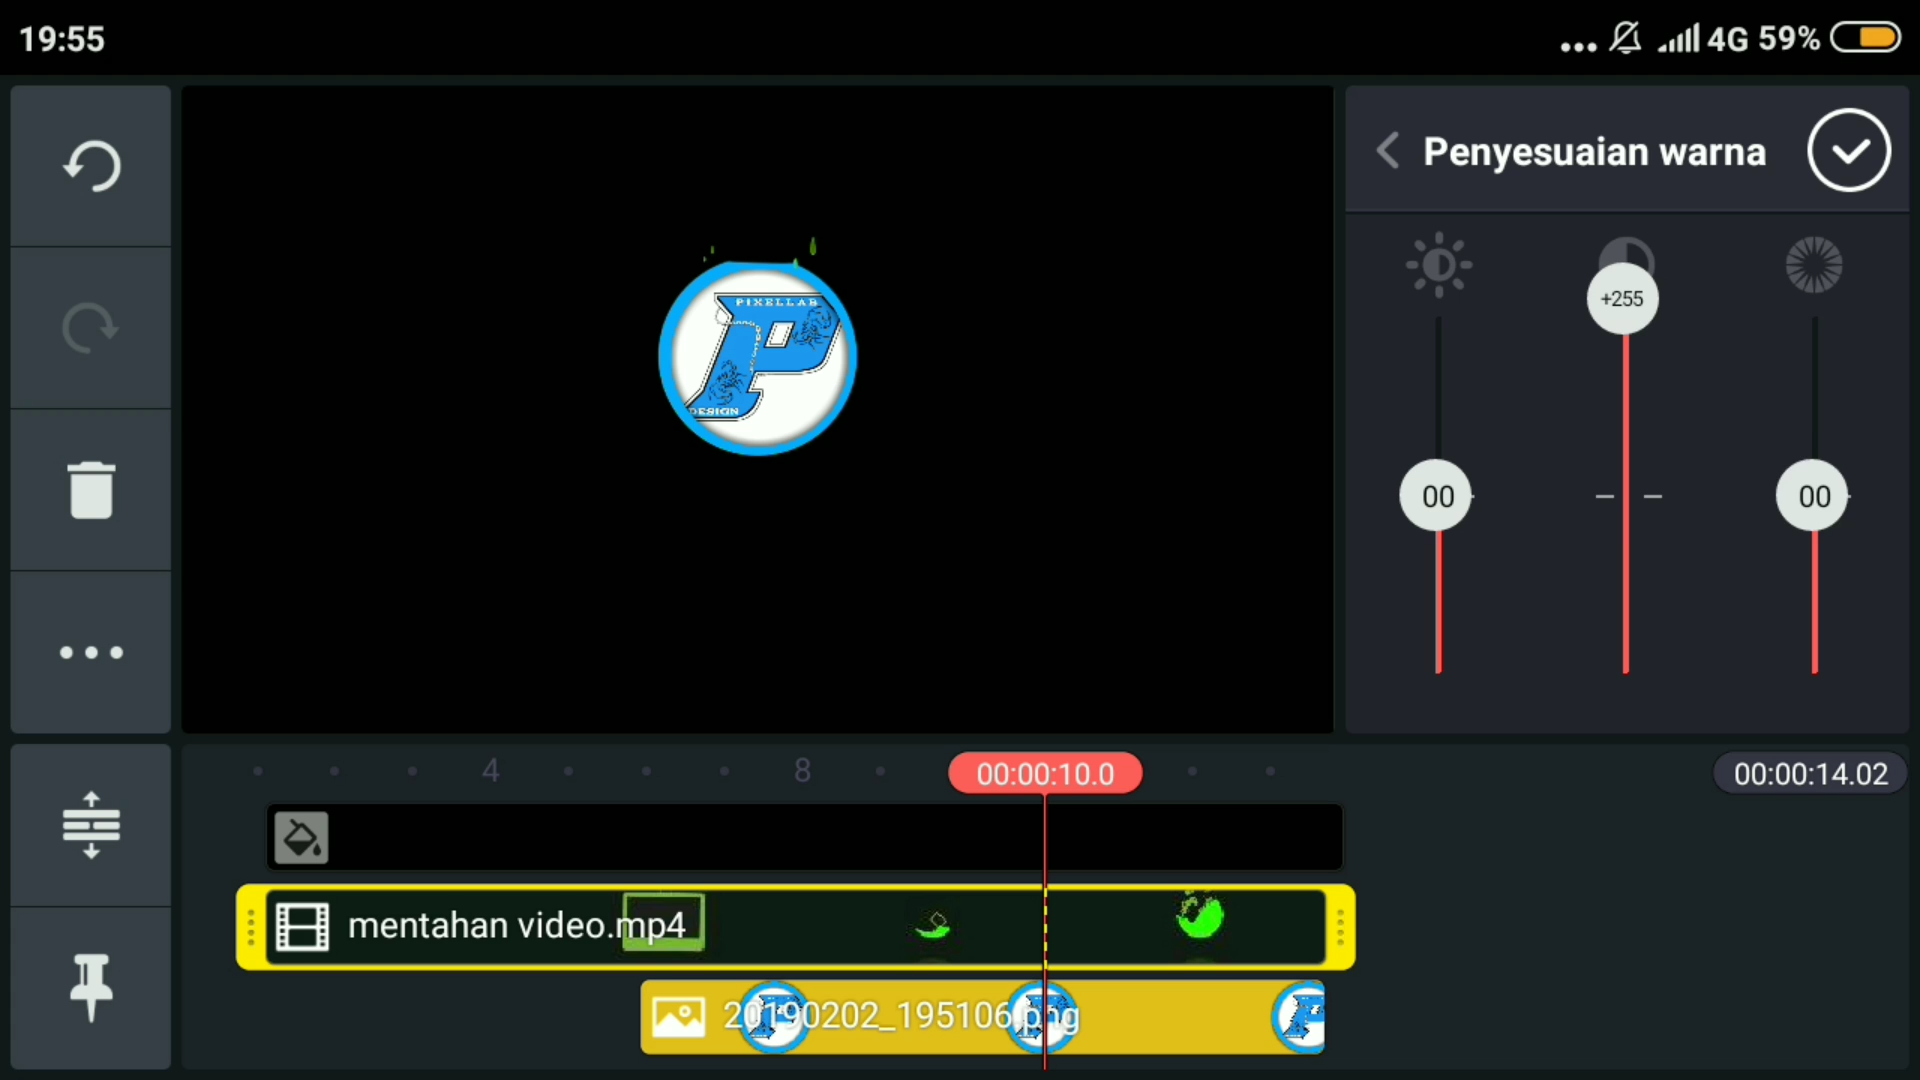 19:55
4G 59%
Penyesuaian warna
+255
00
00
PIXELLAB
DESIGN
4
8
00:00:10.0
00:00:14.02
mentahan video.mp4
20190202_195106.png